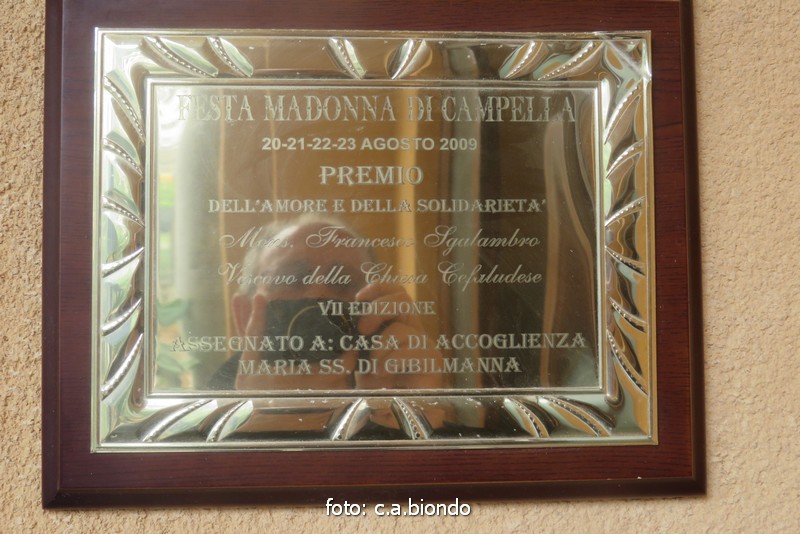 FESTA MADONNA DI CAMPELLA
20-21-22-23 AGOSTO 2009
PREMIO
DELL'AMORE E DELLA SOLIDARIETA'
Mons. Francesco Sgalambro
Vescovo della Chiesa Cefaludese
VII EDIZIONE
ASSEGNATO A: CASA DI ACCOGLIENZA
MARIA SS. DI GIBILMANNA
foto: c.a.biondo